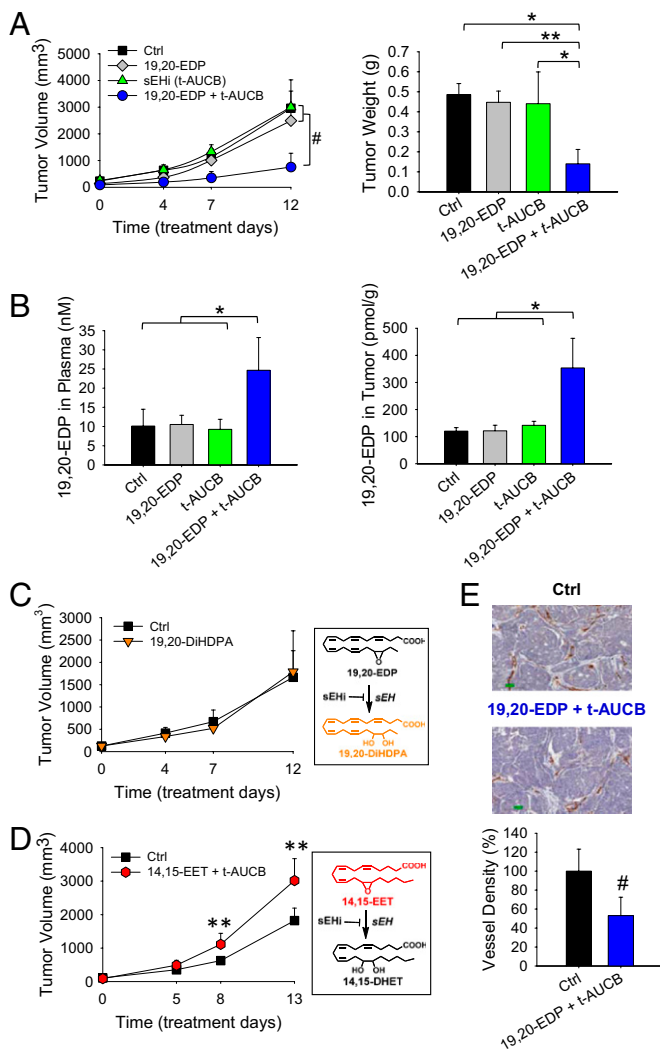 A
Tumor Volume (mm³)
5000
4000
3000
2000
1000
0
Ctrl
19,20-EDP
sEHi (t-AUCB)
19,20-EDP + t-AUCB
#
0
4
7
12
Time (treatment days)
Tumor Weight (g)
0.7
0.6
0.5
0.4
0.3
0.2
0.1
0.0
*
**
*
Ctrl
19,20-EDP
t-AUCB
19,20-EDP + t-AUCB
B
19,20-EDP in Plasma (nM)
35
30
25
20
15
10
5
0
*
Ctrl
19,20-EDP
t-AUCB
19,20-EDP + t-AUCB
19,20-EDP in Tumor (pmol/g)
500
400
300
200
100
0
*
Ctrl
19,20-EDP
t-AUCB
19,20-EDP + t-AUCB
C
Tumor Volume (mm³)
3000
2500
2000
1500
1000
500
0
Ctrl
19,20-DiHDPA
0
4
7
12
Time (treatment days)
COOH
O
19,20-EDP
sEHi
sEH
COOH
HO OH
19,20-DiHDPA
D
Tumor Volume (mm³)
4000
3000
2000
1000
0
Ctrl
14,15-EET + t-AUCB
**
**
0
5
8
13
Time (treatment days)
COOH
O
14,15-EET
sEHi
sEH
COOH
HO OH
14,15-DHET
E
Ctrl
19,20-EDP + t-AUCB
Vessel Density (%)
140
120
100
80
60
40
20
0
#
Ctrl
19,20-EDP + t-AUCB